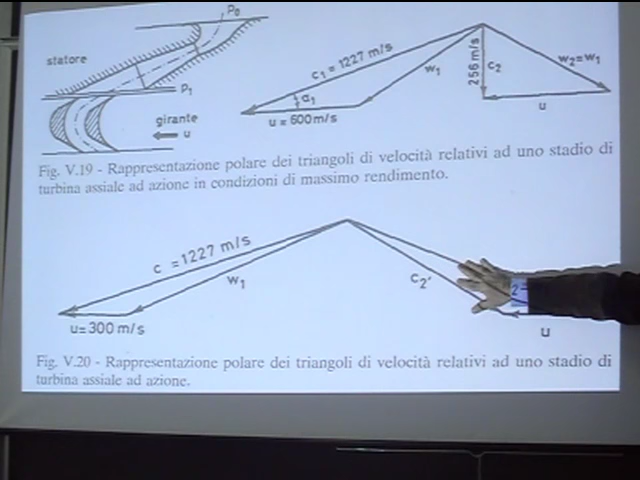 P₀
statore
P₁
girante
u
c₁ = 1227 m/s
w₁
α₁
u = 600m/s
256 m/s
c₂
w₂=w₁
u
Fig. V.19 - Rappresentazione polare dei triangoli di velocità relativi ad uno stadio di
turbina assiale ad azione in condizioni di massimo rendimento.
c =1227 m/s
w₁
u=300 m/s
c₂'
2'
u
Fig. V.20 - Rappresentazione polare dei triangoli di velocità relativi ad uno stadio di
turbina assiale ad azione.